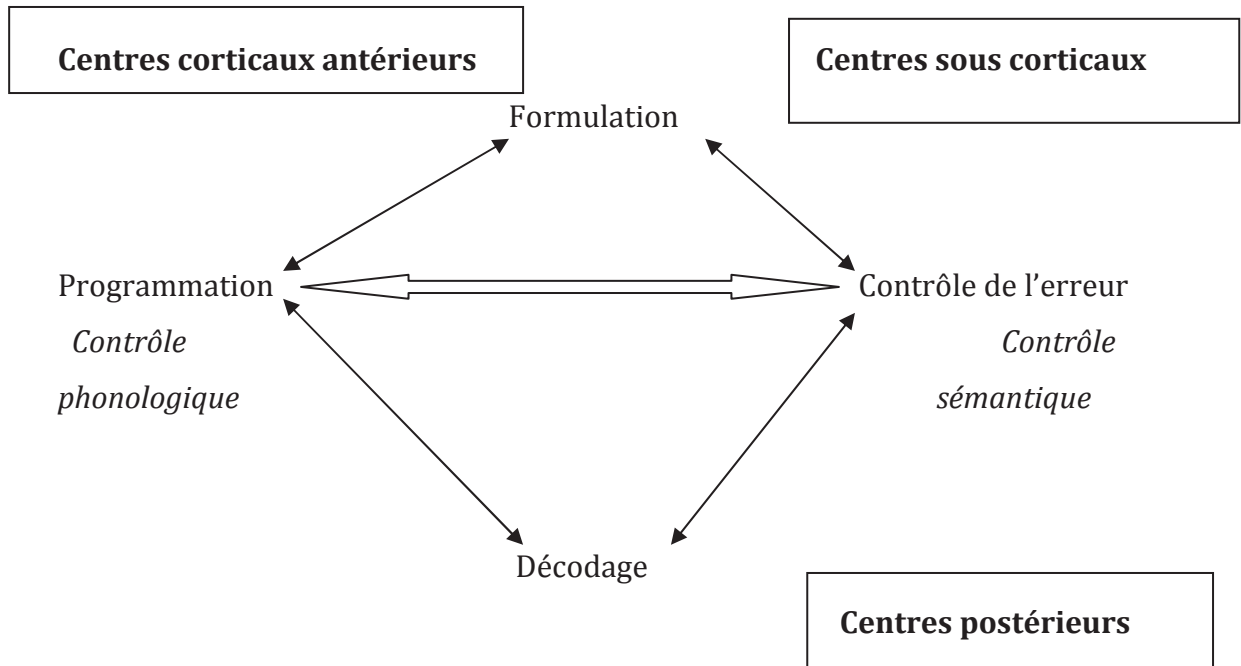 Centres corticaux antérieurs
Centres sous corticaux
Formulation
Programmation
Contrôle de l’erreur
Contrôle
phonologique
Contrôle
sémantique
Décodage
Centres postérieurs